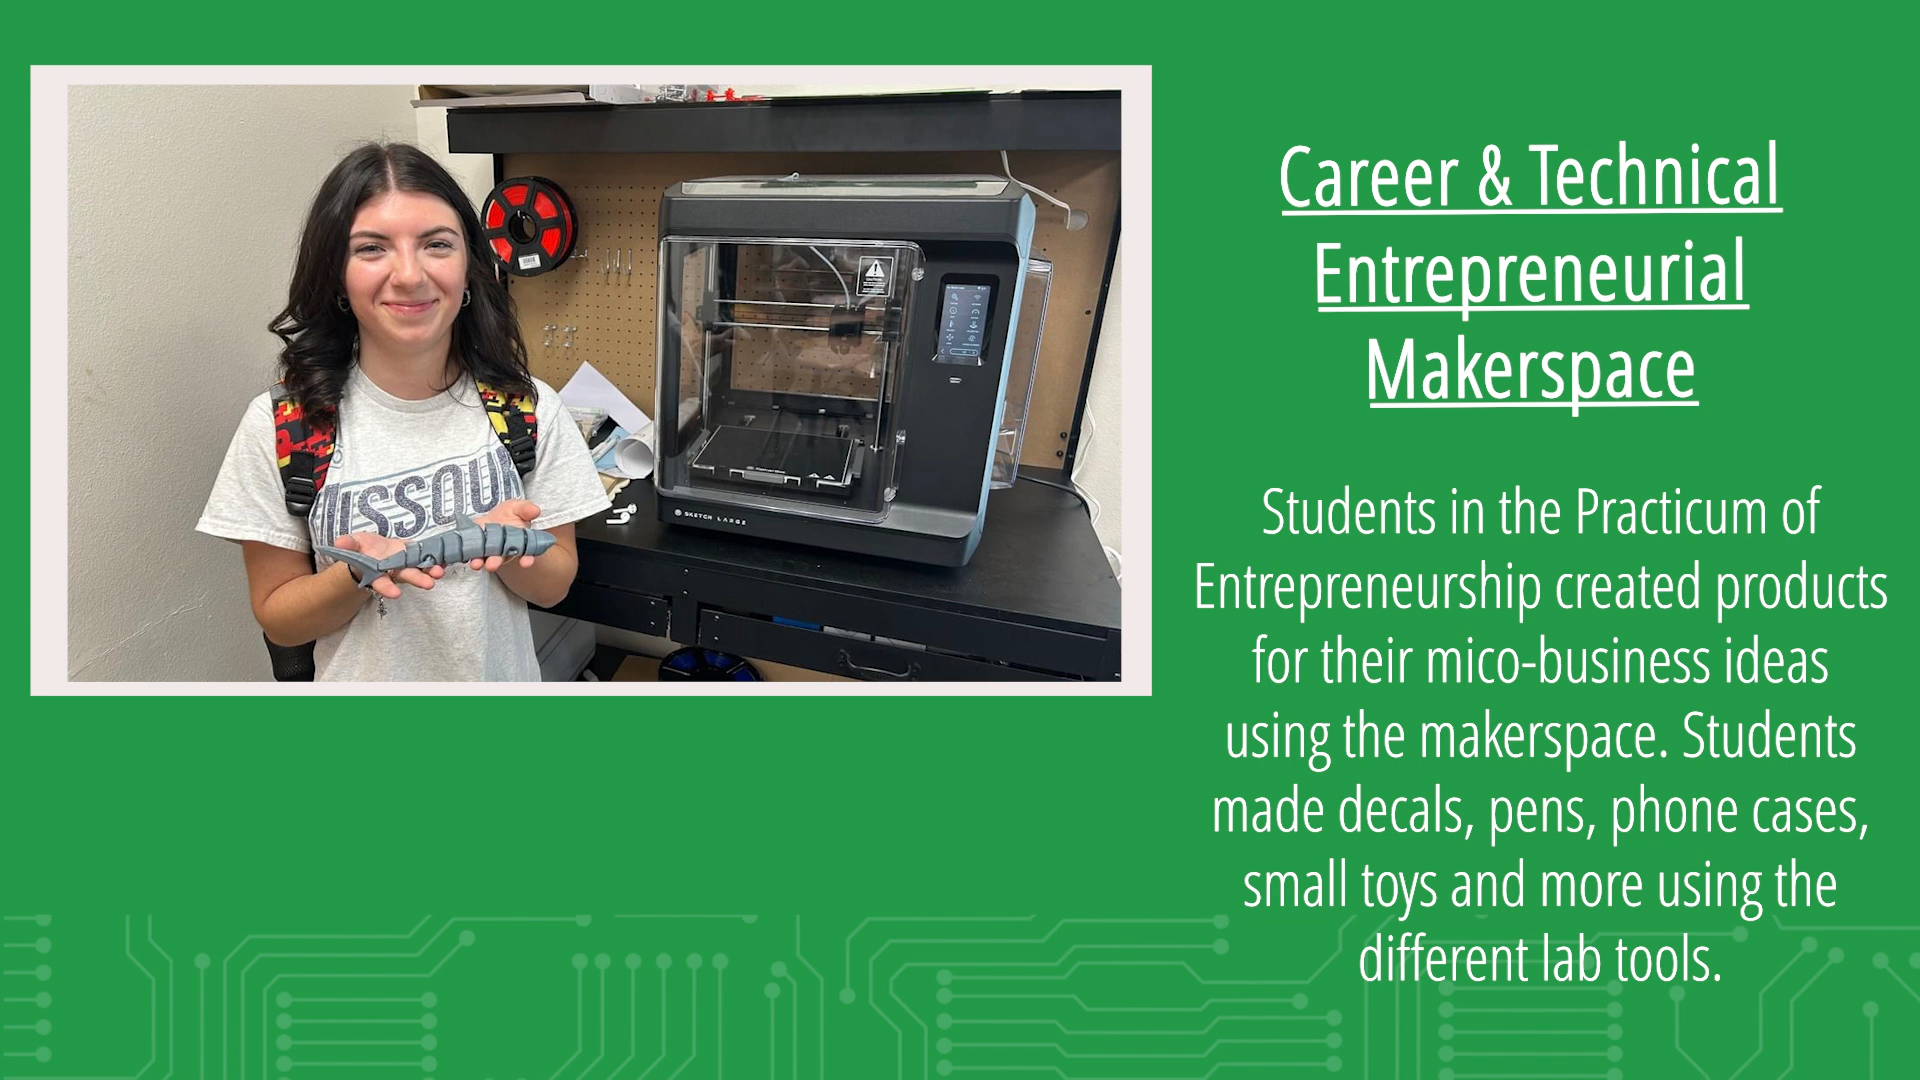 Career & Technical
Entrepreneurial
Makerspace
Students in the Practicum of
Entrepreneurship created products
for their mico-business ideas
using the makerspace. Students
made decals, pens, phone cases,
small toys and more using the
different lab tools.
MISSOUR
SKETCH LARGE